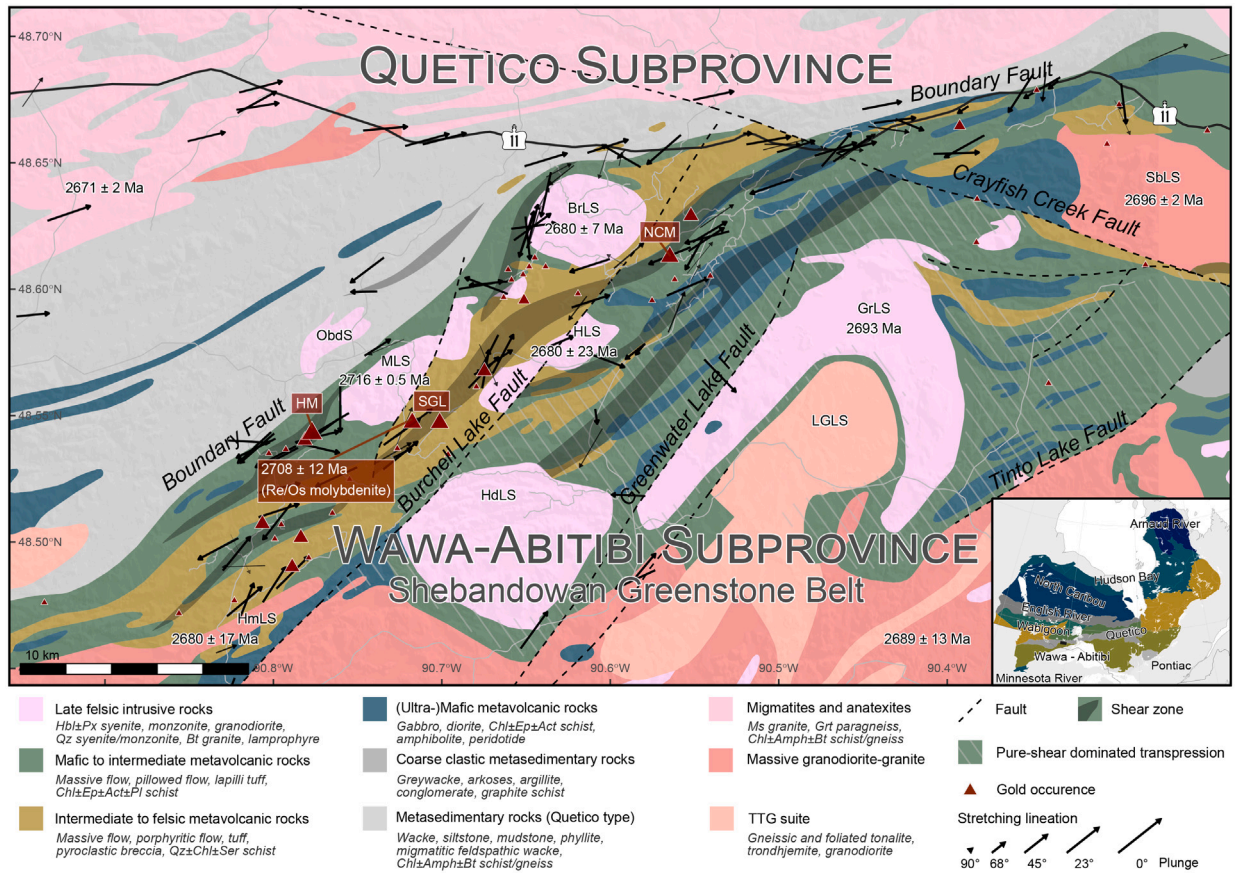 48.70°N
QUETICO SUBPROVINCE
Boundary Fault
11
11
48.65°N
2671 ± 2 Ma
Crayfish Creek Fault
SbLS
2696 ± 2 Ma
BrLS
2680 ± 7 Ma
NCM
48.60°N
ObdS
MLS
2716 ± 0.5 Ma
HLS
2680 ± 23 Ma
GrLS
2693 Ma
Greenwater Lake Fault
48.55°N
HM
SGL
Boundary Fault
LGLS
Tinto Lake Fault
2708 ± 12 Ma
(Re/Os molybdenite)
Burchell Lake Fault
HdLS
48.50°N
WAWA-ABITIBI SUBPROVINCE
Shebandowan Greenstone Belt
HmLS
2680 ± 17 Ma
2689 ± 13 Ma
10 km
90.8°W
90.7°W
90.6°W
90.5°W
90.4°W
Arnaud River
North Caribou
Hudson Bay
English River
Wabigoon
Quetico
Wawa - Abitibi
Pontiac
Minnesota River
Late felsic intrusive rocks
Hbl±Px syenite, monzonite, granodiorite,
Qz syenite/monzonite, Bt granite, lamprophyre
Mafic to intermediate metavolcanic rocks
Massive flow, pillowed flow, lapilli tuff,
Chl±Ep±Act±Pl schist
Intermediate to felsic metavolcanic rocks
Massive flow, porphyritic flow, tuff,
pyroclastic breccia, Qz±Chl±Ser schist
(Ultra-)Mafic metavolcanic rocks
Gabbro, diorite, Chl±Ep±Act schist,
amphibolite, peridotide
Coarse clastic metasedimentary rocks
Greywacke, arkoses, argillite,
conglomerate, graphite schist
Metasedimentary rocks (Quetico type)
Wacke, siltstone, mudstone, phyllite,
migmatitic feldspathic wacke,
Chl±Amph±Bt schist/gneiss
Migmatites and anatexites
Ms granite, Grt paragneiss,
Chl±Amph±Bt schist/gneiss
Massive granodiorite-granite
TTG suite
Gneissic and foliated tonalite,
trondhjemite, granodiorite
Fault
Shear zone
Pure-shear dominated transpression
Gold occurence
Stretching lineation
90°
68°
45°
23°
0°
Plunge